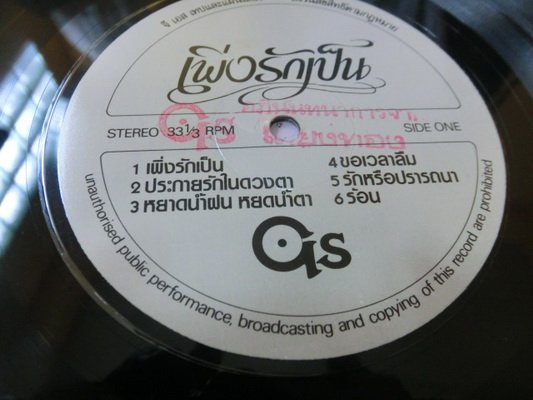 เพิ่งรักเป็น
STEREO 33 1/3 RPM
SIDE ONE
1 เพิ่งรักเป็น
2 ประกายรักในดวงตา
3 หยาดน้ำฝน หยดน้ำตา
4 ขอเวลาลืม
5 รักหรือปรารถนา
6 ร้อน
unauthorised public performance, broadcasting and copying of this record are prohibited